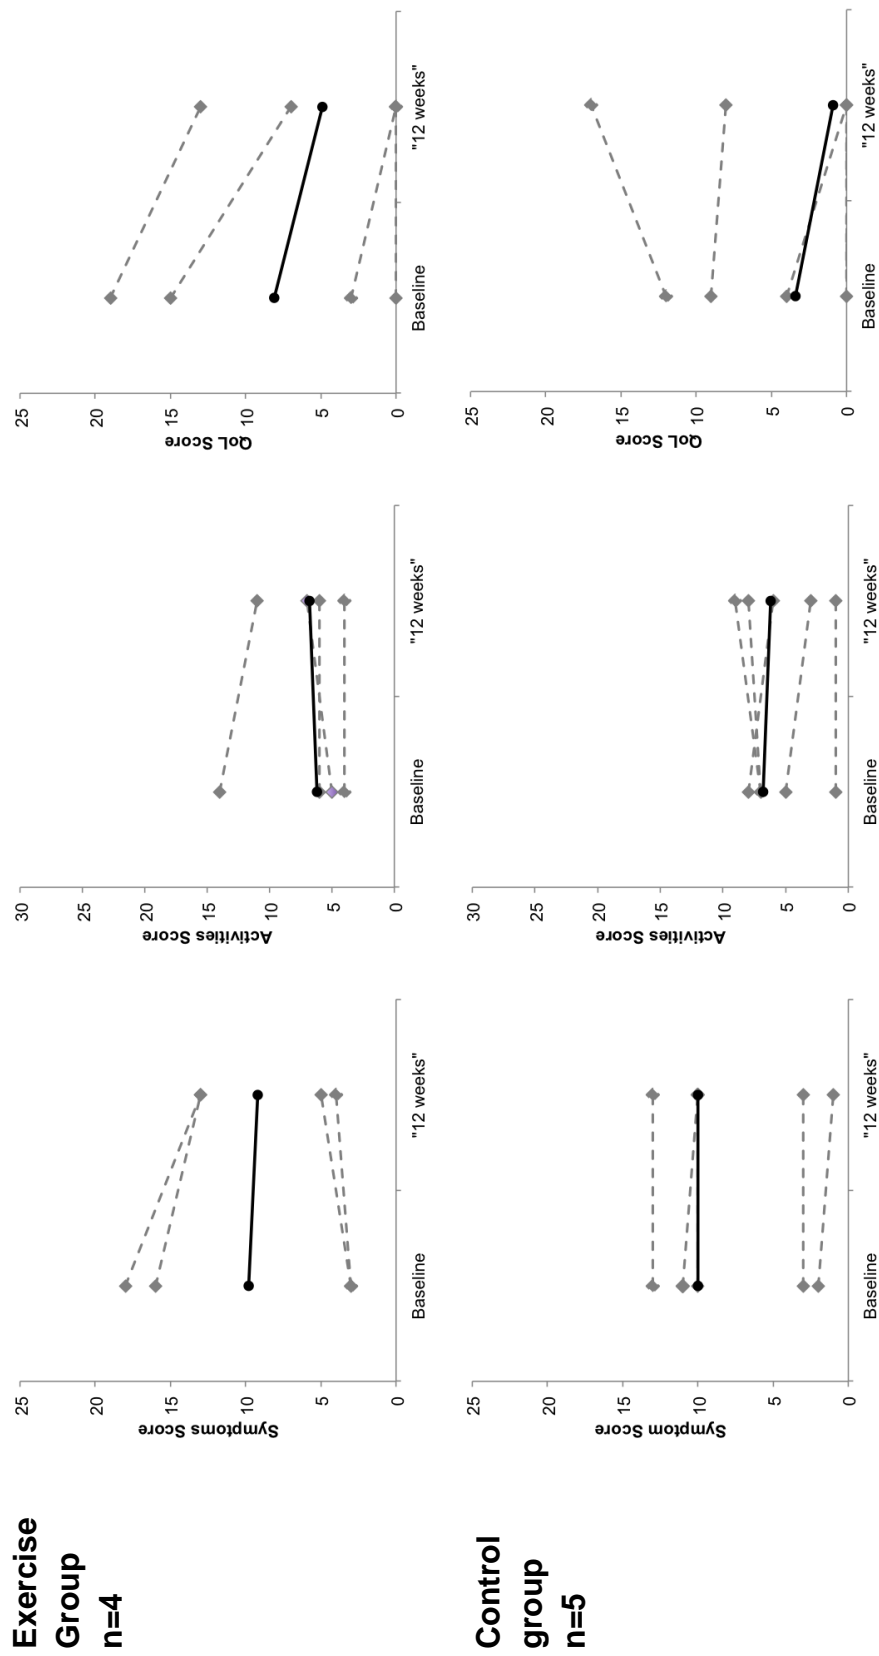 Exercise
Group
n=4
Symptoms Score
25
20
15
10
5
0
Baseline
"12 weeks"
Activities Score
30
25
20
15
10
5
0
Baseline
"12 weeks"
QoL Score
25
20
15
10
5
0
Baseline
"12 weeks"
Control
group
n=5
Symptom Score
25
20
15
10
5
0
Baseline
"12 weeks"
Activities Score
30
25
20
15
10
5
0
Baseline
"12 weeks"
QoL Score
25
20
15
10
5
0
Baseline
"12 weeks"